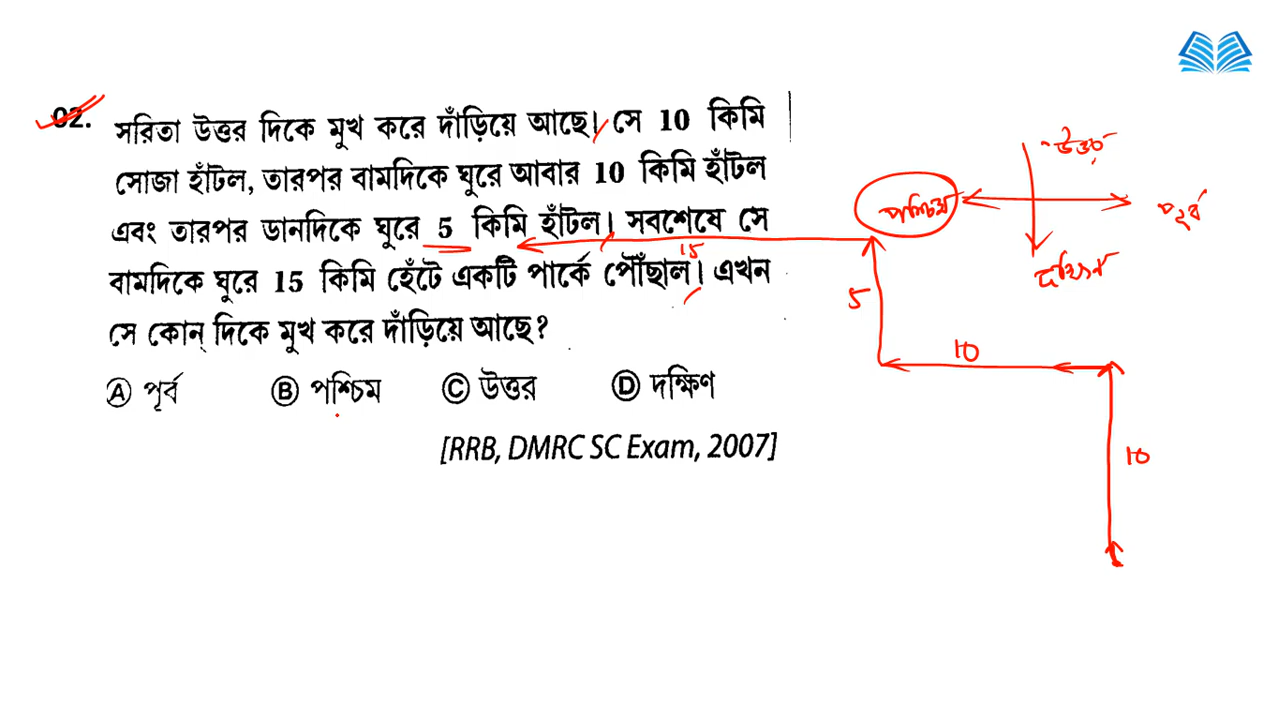 02. সরিতা উত্তর দিকে মুখ করে দাঁড়িয়ে আছে। সে 10 কিমি
সোজা হাঁটল, তারপর বামদিকে ঘুরে আবার 10 কিমি হাঁটল
এবং তারপর ডানদিকে ঘুরে 5 কিমি হাঁটল। সবশেষে সে
বামদিকে ঘুরে 15 কিমি হেঁটে একটি পার্কে পৌঁছাল। এখন
সে কোন্ দিকে মুখ করে দাঁড়িয়ে আছে?
Ⓐ পূর্ব Ⓑ পশ্চিম Ⓒ উত্তর Ⓓ দক্ষিণ
[RRB, DMRC SC Exam, 2007]
উত্তর
পশ্চিম
পূর্ব
দক্ষিন
15
5
10
10